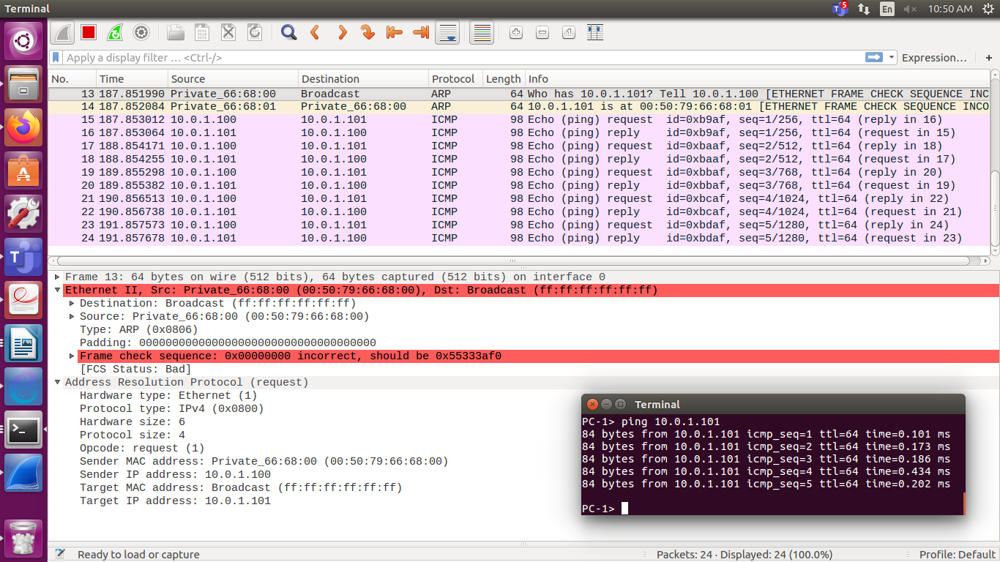 Terminal
5
En
10:50 AM
Apply a display filter … <Ctrl-/>
Expression…
+
No. Time Source Destination Protocol Length Info
13 187.851990 Private_66:68:00 Broadcast ARP 64 Who has 10.0.1.101? Tell 10.0.1.100 [ETHERNET FRAME CHECK SEQUENCE INC
14 187.852084 Private_66:68:01 Private_66:68:00 ARP 64 10.0.1.101 is at 00:50:79:66:68:01 [ETHERNET FRAME CHECK SEQUENCE INCO
15 187.853012 10.0.1.100 10.0.1.101 ICMP 98 Echo (ping) request id=0xb9af, seq=1/256, ttl=64 (reply in 16)
16 187.853064 10.0.1.101 10.0.1.100 ICMP 98 Echo (ping) reply id=0xb9af, seq=1/256, ttl=64 (request in 15)
17 188.854171 10.0.1.100 10.0.1.101 ICMP 98 Echo (ping) request id=0xbaaf, seq=2/512, ttl=64 (reply in 18)
18 188.854255 10.0.1.101 10.0.1.100 ICMP 98 Echo (ping) reply id=0xbaaf, seq=2/512, ttl=64 (request in 17)
19 189.855298 10.0.1.100 10.0.1.101 ICMP 98 Echo (ping) request id=0xbbaf, seq=3/768, ttl=64 (reply in 20)
20 189.855382 10.0.1.101 10.0.1.100 ICMP 98 Echo (ping) reply id=0xbbaf, seq=3/768, ttl=64 (request in 19)
21 190.856513 10.0.1.100 10.0.1.101 ICMP 98 Echo (ping) request id=0xbcaf, seq=4/1024, ttl=64 (reply in 22)
22 190.856738 10.0.1.101 10.0.1.100 ICMP 98 Echo (ping) reply id=0xbcaf, seq=4/1024, ttl=64 (request in 21)
23 191.857573 10.0.1.100 10.0.1.101 ICMP 98 Echo (ping) request id=0xbdaf, seq=5/1280, ttl=64 (reply in 24)
24 191.857678 10.0.1.101 10.0.1.100 ICMP 98 Echo (ping) reply id=0xbdaf, seq=5/1280, ttl=64 (request in 23)
Frame 13: 64 bytes on wire (512 bits), 64 bytes captured (512 bits) on interface 0
Ethernet II, Src: Private_66:68:00 (00:50:79:66:68:00), Dst: Broadcast (ff:ff:ff:ff:ff:ff)
Destination: Broadcast (ff:ff:ff:ff:ff:ff)
Source: Private_66:68:00 (00:50:79:66:68:00)
Type: ARP (0x0806)
Padding: 000000000000000000000000000000000000
Frame check sequence: 0x00000000 incorrect, should be 0x55333af0
[FCS Status: Bad]
Address Resolution Protocol (request)
Hardware type: Ethernet (1)
Protocol type: IPv4 (0x0800)
Hardware size: 6
Protocol size: 4
Opcode: request (1)
Sender MAC address: Private_66:68:00 (00:50:79:66:68:00)
Sender IP address: 10.0.1.100
Target MAC address: Broadcast (ff:ff:ff:ff:ff:ff)
Target IP address: 10.0.1.101
Terminal
PC-1> ping 10.0.1.101
84 bytes from 10.0.1.101 icmp_seq=1 ttl=64 time=0.101 ms
84 bytes from 10.0.1.101 icmp_seq=2 ttl=64 time=0.173 ms
84 bytes from 10.0.1.101 icmp_seq=3 ttl=64 time=0.186 ms
84 bytes from 10.0.1.101 icmp_seq=4 ttl=64 time=0.434 ms
84 bytes from 10.0.1.101 icmp_seq=5 ttl=64 time=0.202 ms
PC-1>
Ready to load or capture
Packets: 24 · Displayed: 24 (100.0%)
Profile: Default